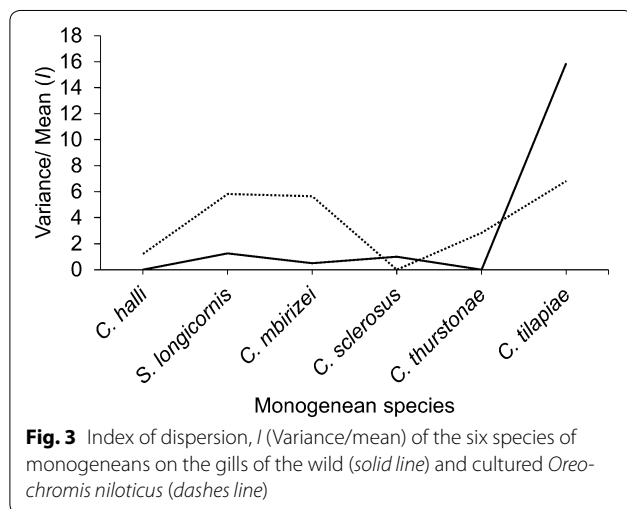 Variance/ Mean (I)
18
16
14
12
10
8
6
4
2
0
C. halli
S. longicornis
C. mbirizei
C. sclerosus
C. thurstonae
C. tilapiae
Monogenean species
Fig. 3 Index of dispersion, I (Variance/mean) of the six species of
monogeneans on the gills of the wild (solid line) and cultured Oreo-
chromis niloticus (dashes line)